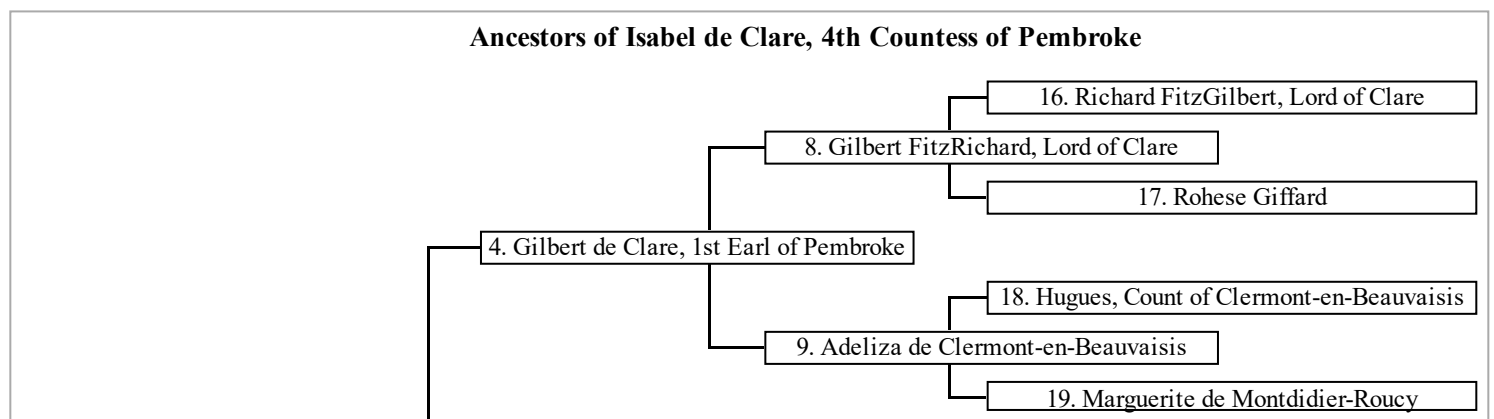 Ancestors of Isabel de Clare, 4th Countess of Pembroke
16. Richard FitzGilbert, Lord of Clare
8. Gilbert FitzRichard, Lord of Clare
17. Rohese Giffard
4. Gilbert de Clare, 1st Earl of Pembroke
18. Hugues, Count of Clermont-en-Beauvaisis
9. Adeliza de Clermont-en-Beauvaisis
19. Marguerite de Montdidier-Roucy